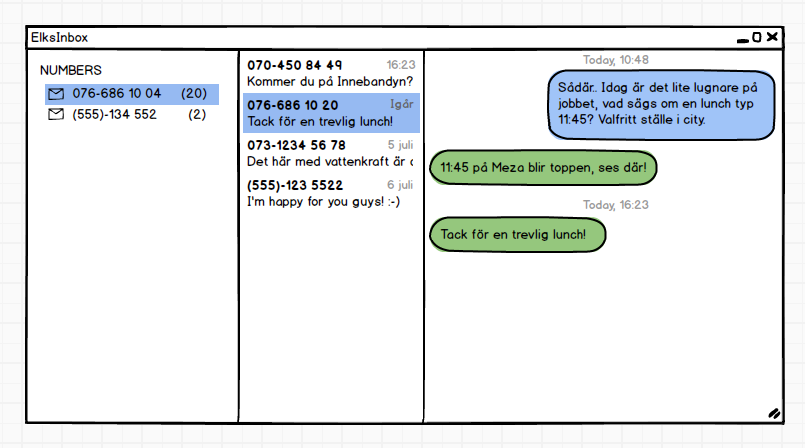 ElksInbox
NUMBERS
076-686 10 04 (20)
(555)-134 552 (2)
070-450 84 49 16:23
Kommer du på Innebandyn?
076-686 10 20 Igår
Tack för en trevlig lunch!
073-1234 56 78 5 juli
Det här med vattenkraft är
(555)-123 5522 6 juli
I'm happy for you guys! :-)
Today, 10:48
Sådär.. Idag är det lite lugnare på
jobbet, vad sägs om en lunch typ
11:45? Valfritt ställe i city.
11:45 på Meza blir toppen, ses där!
Today, 16:23
Tack för en trevlig lunch!